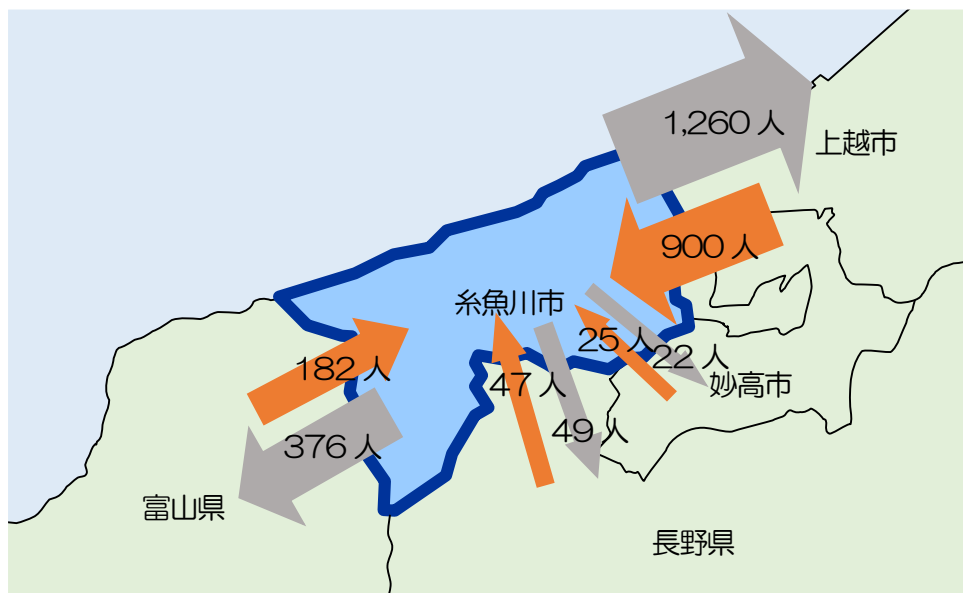 1,260 人
上越市
900 人
糸魚川市
25 人
22 人
182 人
47 人
妙高市
49 人
376 人
富山県
長野県